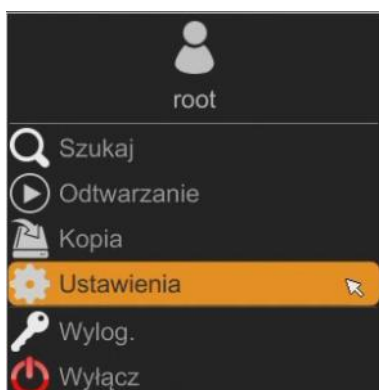 root
Szukaj
Odtwarzanie
Kopia
Ustawienia
Wylog.
Wyłącz